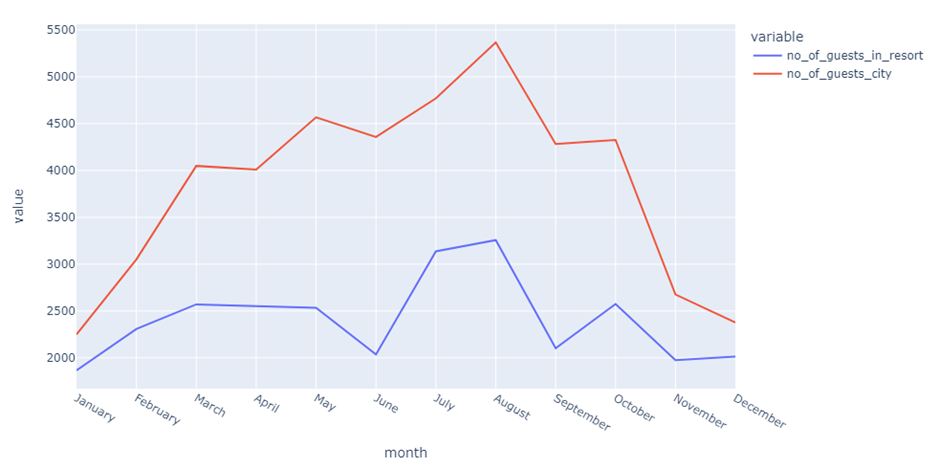 variable
no_of_guests_in_resort
no_of_guests_city
value
5500
5000
4500
4000
3500
3000
2500
2000
January
February
March
April
May
June
July
August
September
October
November
December
month